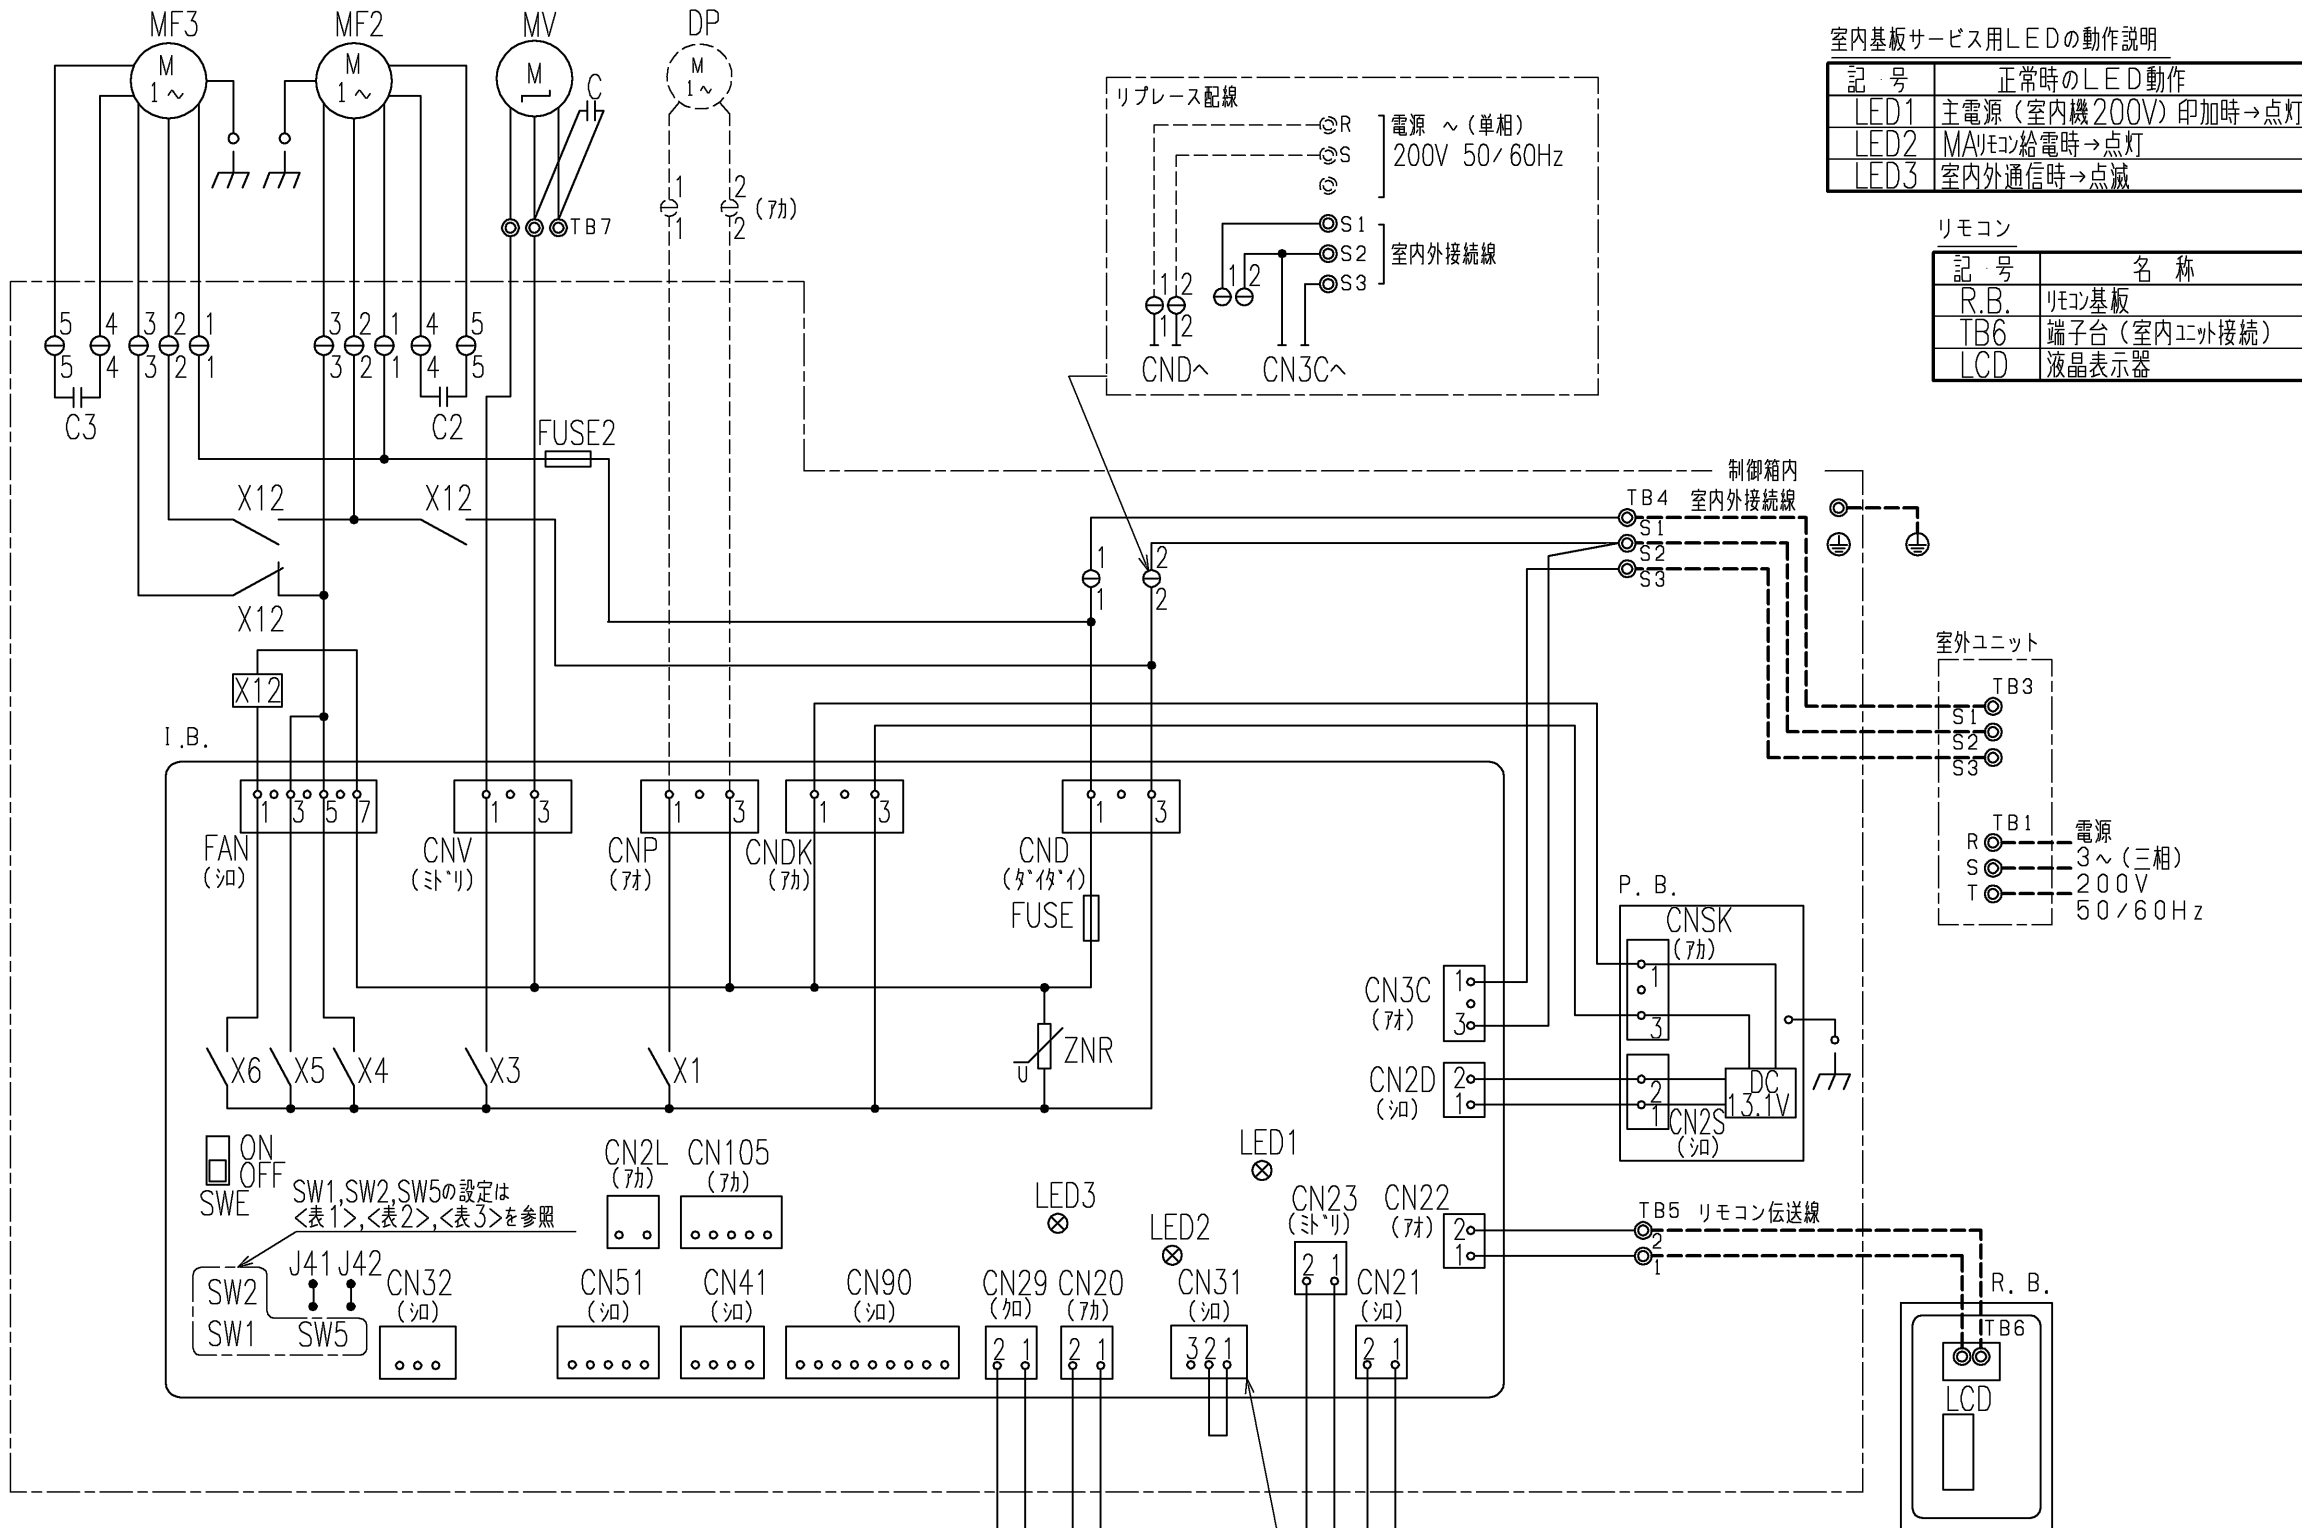 MF3
MF2
MV
DP
M
1~
M
1~
M
M
1~
C
1 2
(アカ)
1 2
TB7
リプレース配線
R
S
電源 ~(単相)
200V 50/60Hz
S1
S2
S3
室内外接続線
1 2
1 2
1 2
CNDへ
CN3Cへ
室内基板サービス用LEDの動作説明
記号 正常時のLED動作
LED1 主電源(室内機200V)印加時→点灯
LED2 MAリモコン給電時→点灯
LED3 室内外通信時→点滅
リモコン
記号 名称
R.B. リモコン基板
TB6 端子台(室内ユニット接続)
LCD 液晶表示器
5 4 3 2 1
5 4 3 2 1
3 2 1 4 5
3 2 1 4 5
C3
C2
FUSE2
X12
X12
X12
X12
制御箱内
TB4 室内外接続線
S1
S2
S3
1 2
1 2
室外ユニット
TB3
S1
S2
S3
TB1
R
S
T
電源
3~(三相)
200V
50/60Hz
I.B.
1 3 5 7
1 3
1 3
1 3
1 3
FAN
(シロ)
CNV
(ミドリ)
CNP
(アオ)
CNDK
(アカ)
CND
(ダイダイ)
FUSE
P. B.
CNSK
(アカ)
1
3
CN3C
(アオ)
1
3
CN2D
(シロ)
2
1
2
1
CN2S
(シロ)
DC
13.1V
X6 X5 X4 X3 X1
U
ZNR
ON
OFF
SWE
SW1,SW2,SW5の設定は
<表1>,<表2>,<表3>を参照
CN2L
(アカ)
CN105
(アカ)
LED3
LED2
LED1
CN23
(ミドリ)
2 1
CN22
(アオ)
2
1
TB5 リモコン伝送線
2
1
J41 J42
SW2
SW1
SW5
CN32
(シロ)
CN51
(シロ)
CN41
(シロ)
CN90
(シロ)
CN29
(クロ)
2 1
CN20
(アカ)
2 1
CN31
(シロ)
3 2 1
CN21
(シロ)
2 1
R. B.
TB6
LCD